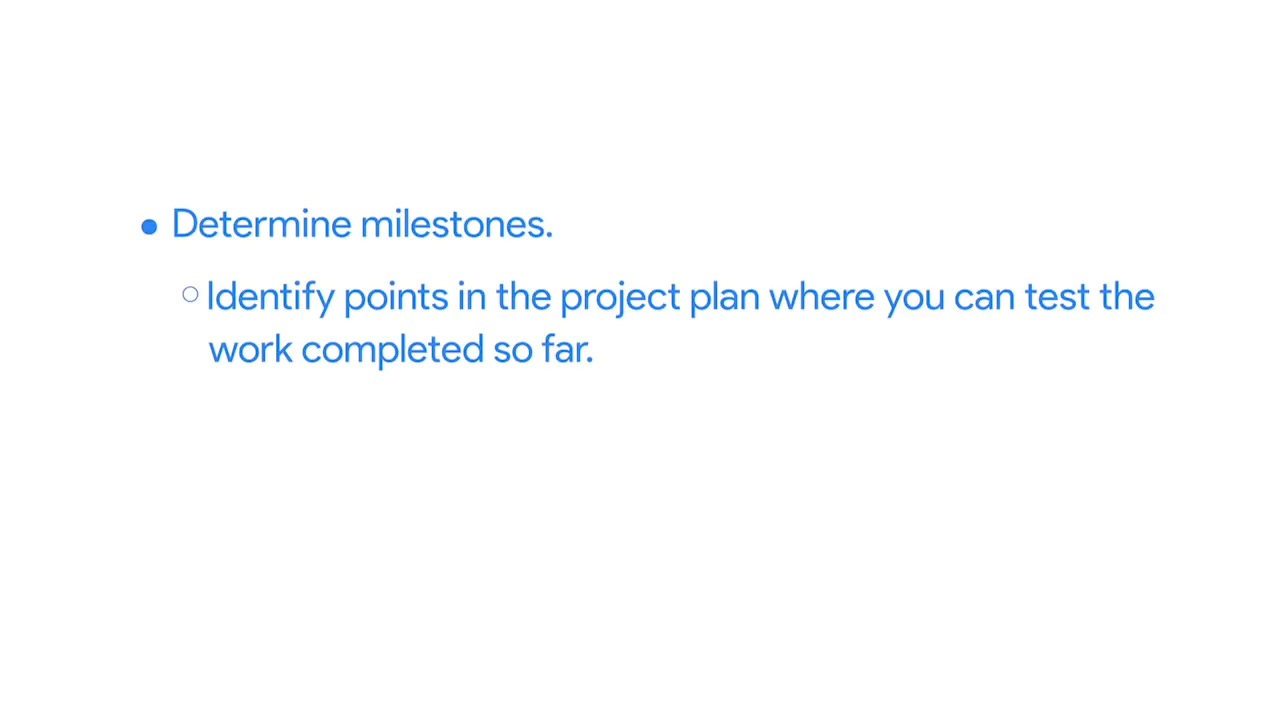 • Determine milestones.
○ Identify points in the project plan where you can test the
work completed so far.